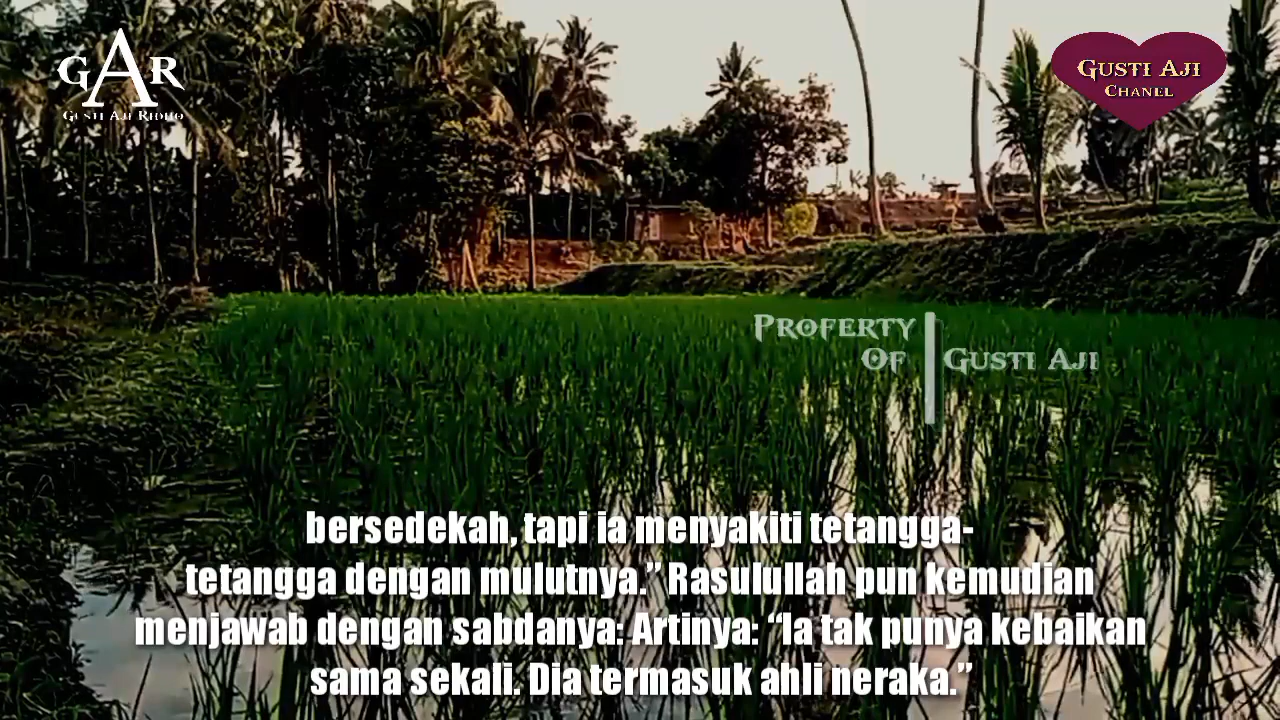 GAR
GUSTI AJI RIDHO
GUSTI AJI
CHANEL
PROFERTY
OF
GUSTI AJI
bersedekah, tapi ia menyakiti tetangga-
tetangga dengan mulutnya.” Rasulullah pun kemudian
menjawab dengan sabdanya: Artinya: “Ia tak punya kebaikan
sama sekali. Dia termasuk ahli neraka.”